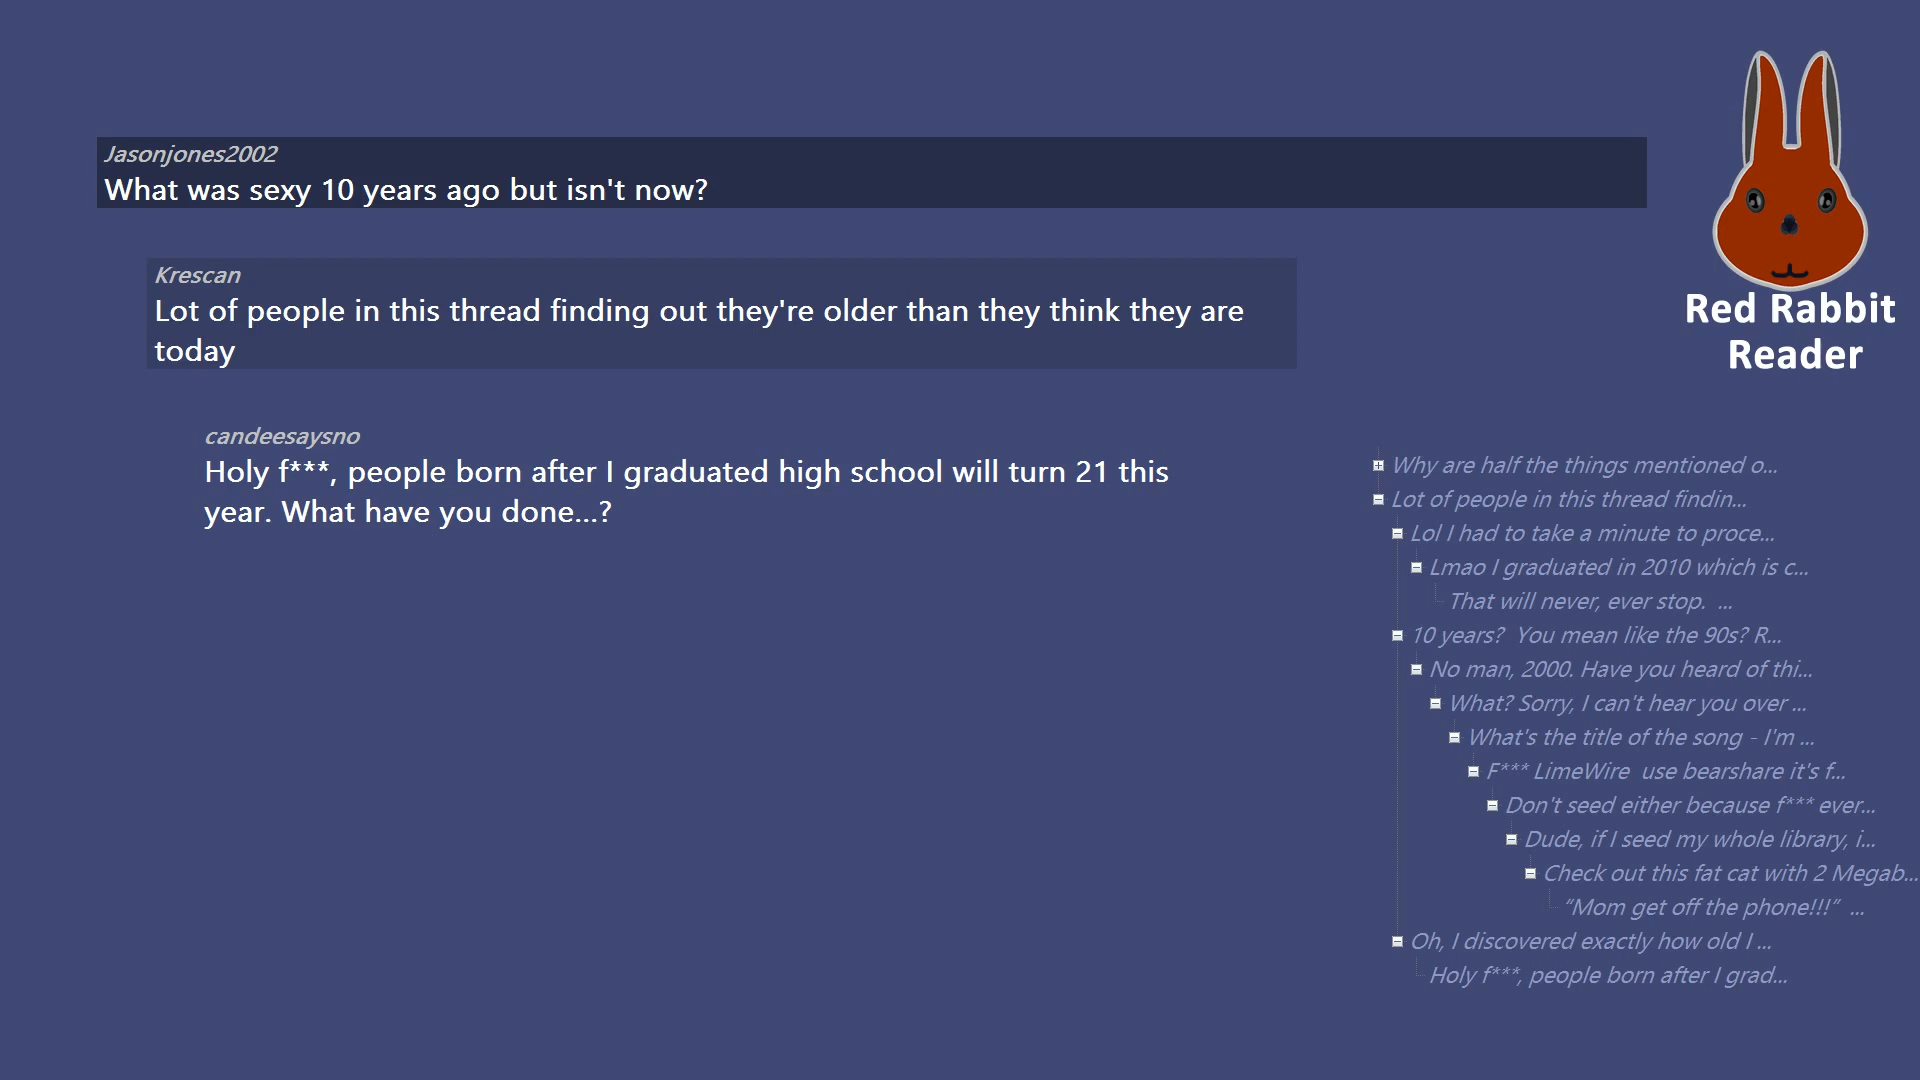 Jasonjones2002
What was sexy 10 years ago but isn't now?
Krescan
Lot of people in this thread finding out they're older than they think they are
today
candeesaysno
Holy f***, people born after I graduated high school will turn 21 this
year. What have you done...?
Red Rabbit
Reader
Why are half the things mentioned o...
Lot of people in this thread findin...
Lol I had to take a minute to proce...
Lmao I graduated in 2010 which is c...
That will never, ever stop. ...
10 years? You mean like the 90s? R...
No man, 2000. Have you heard of thi...
What? Sorry, I can't hear you over ...
What's the title of the song - I'm ...
F*** LimeWire use bearshare it's f...
Don't seed either because f*** ever...
Dude, if I seed my whole library, i...
Check out this fat cat with 2 Megab...
“Mom get off the phone!!!” ...
Oh, I discovered exactly how old I ...
Holy f***, people born after I grad...